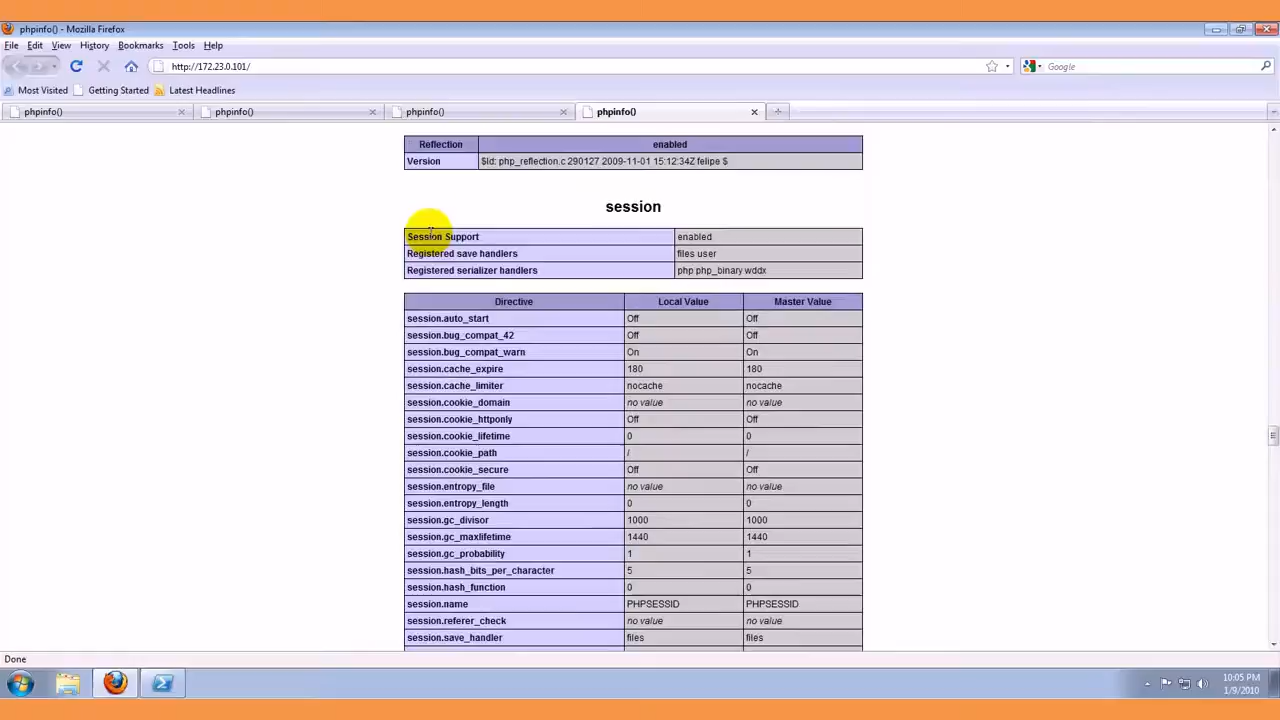 phpinfo() - Mozilla Firefox
File Edit View History Bookmarks Tools Help
http://172.23.0.101/
Google
Most Visited Getting Started Latest Headlines
phpinfo() phpinfo() phpinfo() phpinfo()
Reflection enabled
Version $Id: php_reflection.c 290127 2009-11-01 15:12:34Z felipe $
session
Session Support enabled
Registered save handlers files user
Registered serializer handlers php php_binary wddx
Directive Local Value Master Value
session.auto_start Off Off
session.bug_compat_42 Off Off
session.bug_compat_warn On On
session.cache_expire 180 180
session.cache_limiter nocache nocache
session.cookie_domain no value no value
session.cookie_httponly Off Off
session.cookie_lifetime 0 0
session.cookie_path / /
session.cookie_secure Off Off
session.entropy_file no value no value
session.entropy_length 0 0
session.gc_divisor 1000 1000
session.gc_maxlifetime 1440 1440
session.gc_probability 1 1
session.hash_bits_per_character 5 5
session.hash_function 0 0
session.name PHPSESSID PHPSESSID
session.referer_check no value no value
session.save_handler files files
Done
10:05 PM
1/9/2010